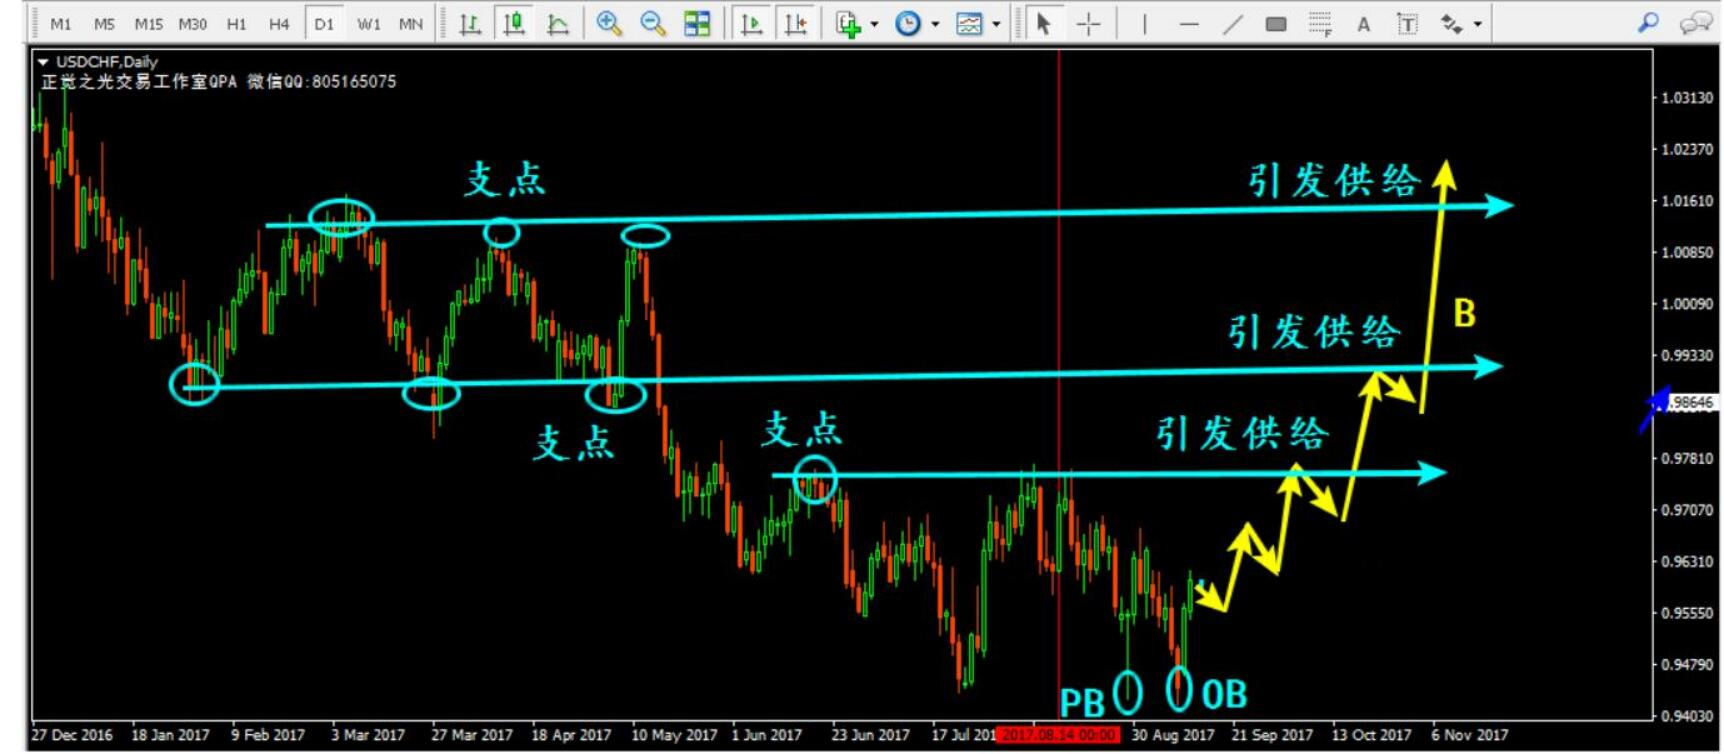 M1 M5 M15 M30 H1 H4 D1 W1 MN
F A T
USDCHF,Daily
正觉之光交易工作室QPA 微信QQ:805165075
1.03130
1.02370
支点 引发供给
1.01610
1.00850
B
1.00090
引发供给
0.99330
.98646
支点 支点 引发供给
0.97810
0.97070
0.96310
0.95550
0.94790
PB OB
0.94030
27 Dec 2016 18 Jan 2017 9 Feb 2017 3 Mar 2017 27 Mar 2017 18 Apr 2017 10 May 2017 1 Jun 2017 23 Jun 2017 17 Jul 201 2017.08.14 00:00 30 Aug 2017 21 Sep 2017 13 Oct 2017 6 Nov 2017